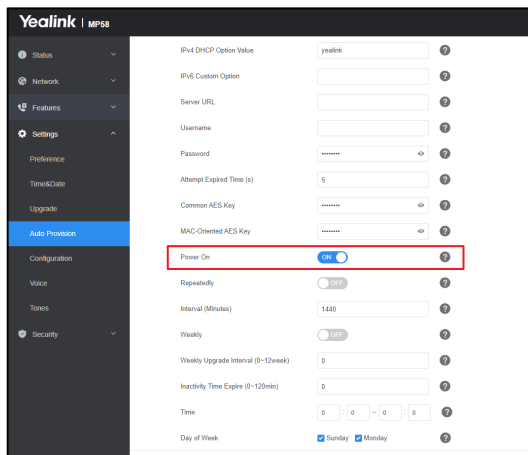 Yealink | MP58
Status
Network
Features
Settings
Preference
Time&Date
Upgrade
Auto Provision
Configuration
Voice
Tones
Security
IPv4 DHCP Option Value yealink ?
IPv6 Custom Option ?
Server URL ?
Username ?
Password •••••••• ?
Attempt Expired Time (s) 5 ?
Common AES Key •••••••• ?
MAC-Oriented AES Key •••••••• ?
Power On ON ?
Repeatedly OFF ?
Interval (Minutes) 1440 ?
Weekly OFF ?
Weekly Upgrade Interval (0~12week) 0 ?
Inactivity Time Expire (0~120min) 0 ?
Time 0 : 0 -- 0 : 0 ?
Day of Week Sunday Monday ?